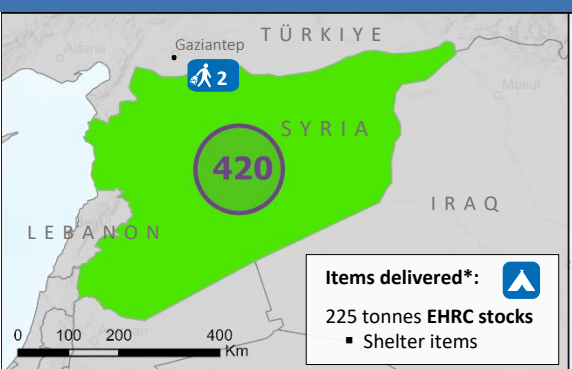 TÜRKIYE
Adana
Gaziantep
2
Mosul
SYRIA
420
IRAQ
LEBANON
Items delivered*:
225 tonnes EHRC stocks
▪ Shelter items
0 100 200 400
Km